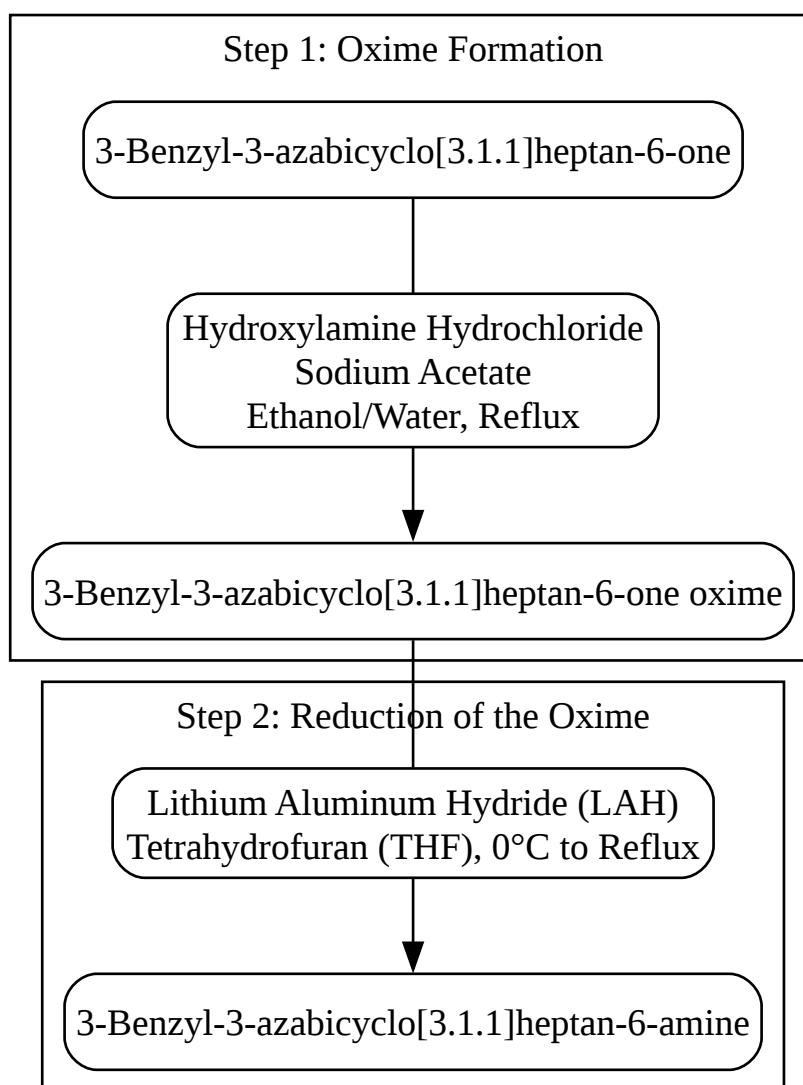 Step 1: Oxime Formation
3-Benzyl-3-azabicyclo[3.1.1]heptan-6-one
Hydroxylamine Hydrochloride
Sodium Acetate
Ethanol/Water, Reflux
3-Benzyl-3-azabicyclo[3.1.1]heptan-6-one oxime
Step 2: Reduction of the Oxime
Lithium Aluminum Hydride (LAH)
Tetrahydrofuran (THF), 0°C to Reflux
3-Benzyl-3-azabicyclo[3.1.1]heptan-6-amine